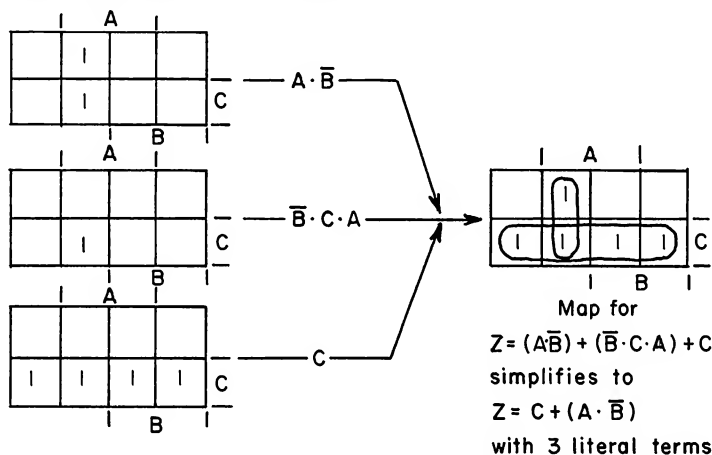 A
1
1
A · B̅
C
B
A
1
B̅ · C · A
C
B
A
1 1 1 1
C
C
B
A
1
1 1 1 1
C
B
Map for
Z = (A·B̅) + (B̅ · C · A) + C
simplifies to
Z = C + (A · B̅)
with 3 literal terms